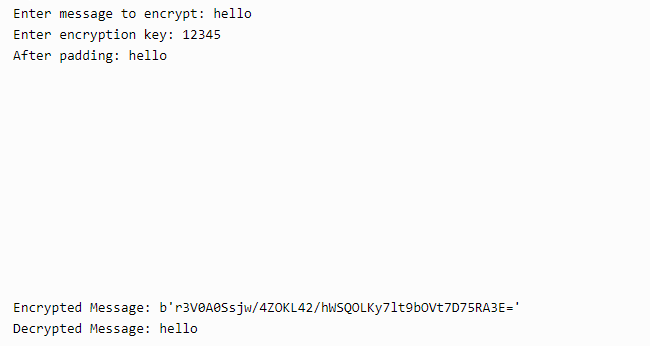 Enter message to encrypt: hello
Enter encryption key: 12345
After padding: hello
Encrypted Message: b'r3V0A0Ssjw/4ZOKL42/hWSQOLKy7lt9bOVt7D75RA3E='
Decrypted Message: hello